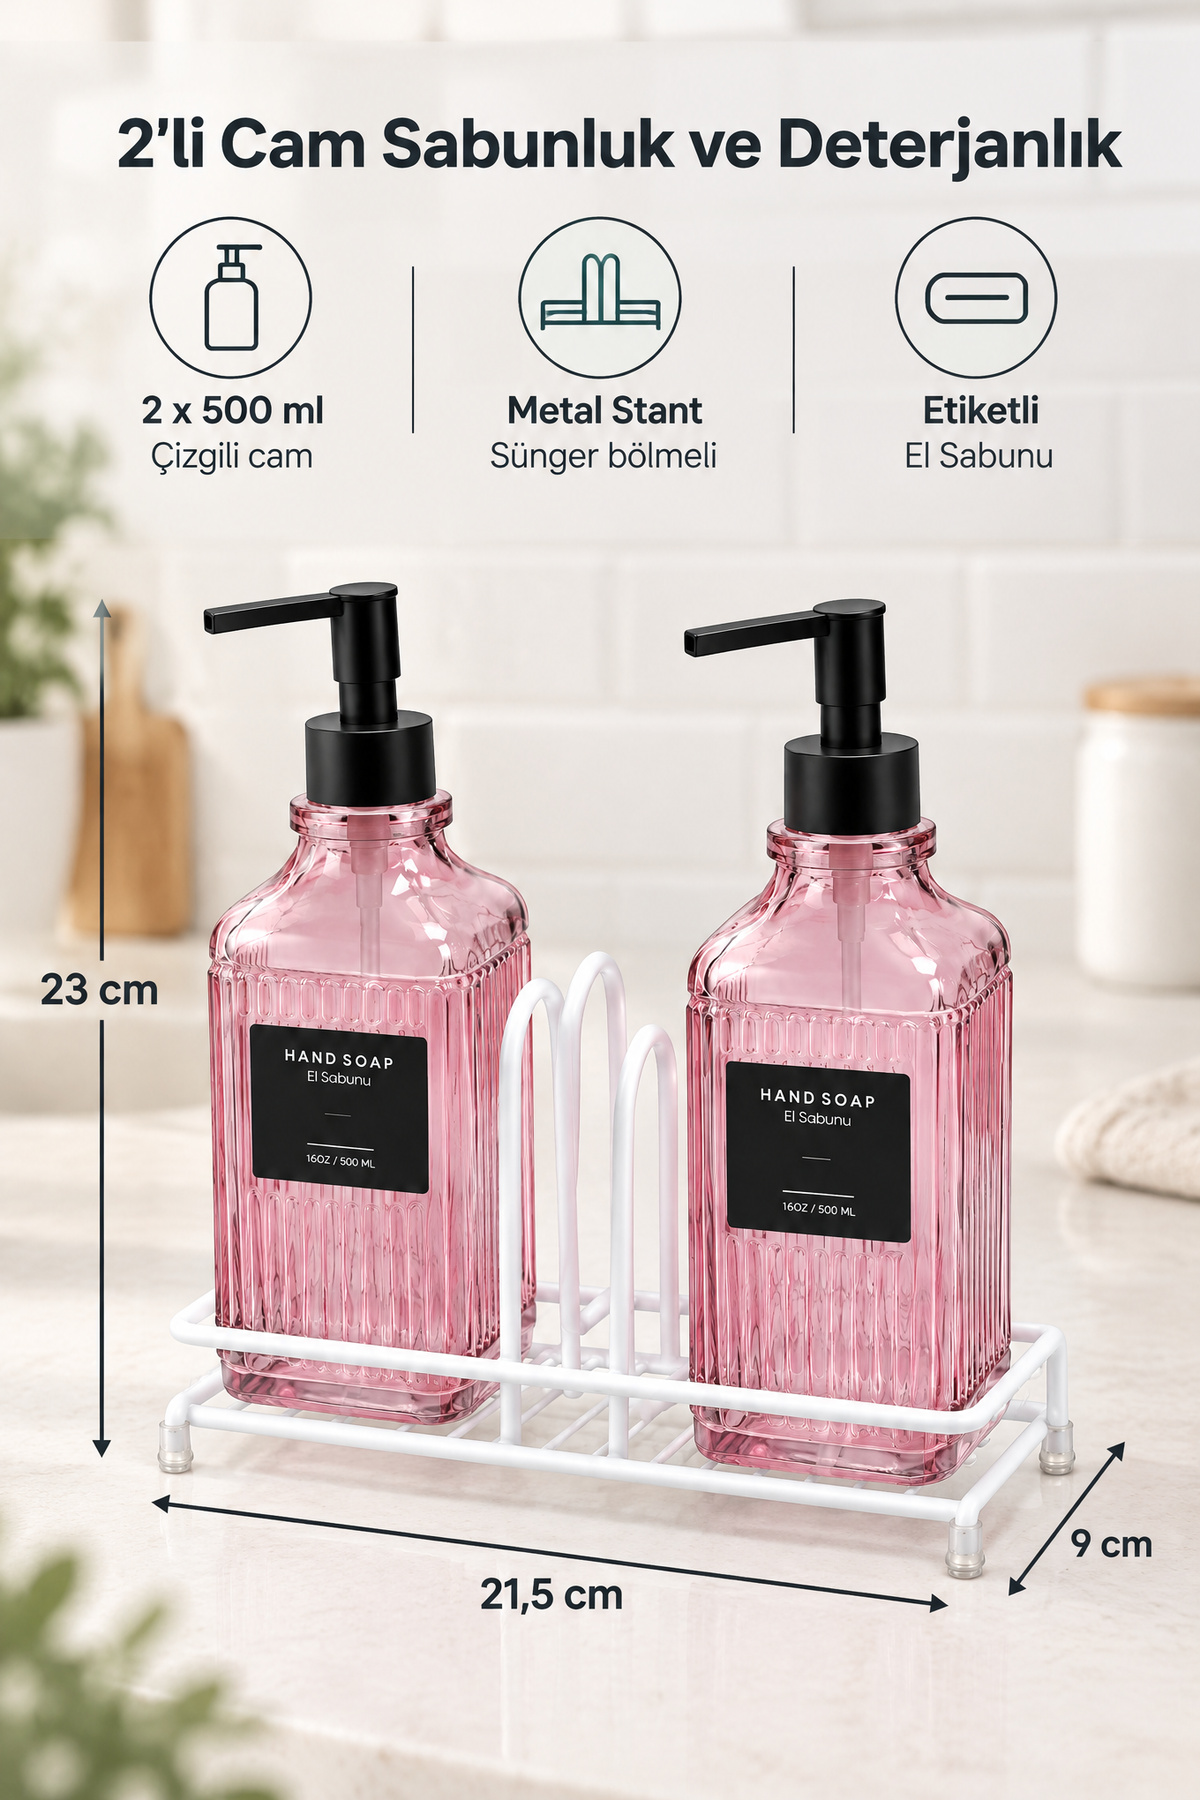 2'li Cam Sabunluk ve Deterjanlık
2 x 500 ml
Çizgili cam
Metal Stant
Sünger bölmeli
Etiketli
El Sabunu
23 cm
HAND SOAP
El Sabunu
16OZ / 500 ML
HAND SOAP
El Sabunu
16OZ / 500 ML
9 cm
21,5 cm